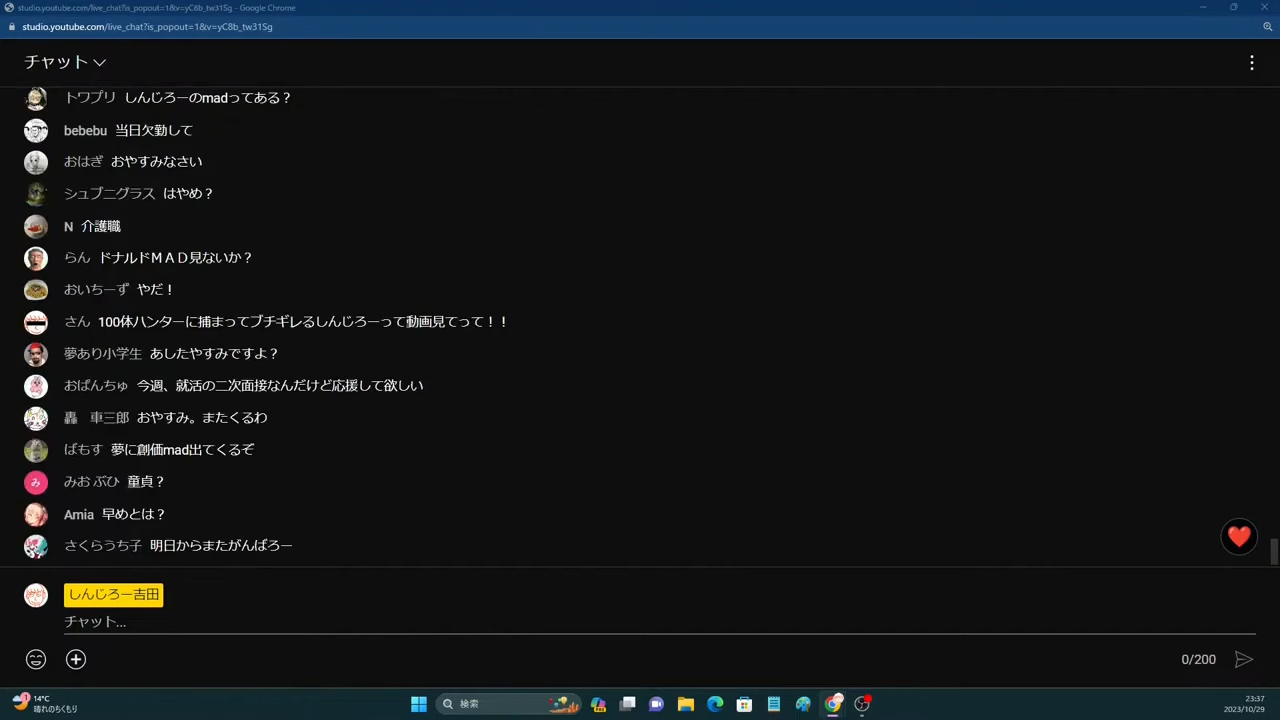 studio.youtube.com/live_chat?is_popout=1&v=yC8b_tw31Sg - Google Chrome
studio.youtube.com/live_chat?is_popout=1&v=yC8b_tw31Sg
チャット
トワプリ しんじろーのmadってある？
bebebu 当日欠勤して
おはぎ おやすみなさい
シュブニグラス はやめ？
N 介護職
らん ドナルドＭＡＤ見ないか？
おいちーず やだ！
さん 100体ハンターに捕まってブチギレるしんじろーって動画見てって！！
夢あり小学生 あしたやすみですよ？
おぱんちゅ 今週、就活の二次面接なんだけど応援して欲しい
轟　車三郎 おやすみ。またくるわ
ぱもす 夢に創価mad出てくるぞ
み みお ぶひ 童貞？
Amia 早めとは？
さくらうち子 明日からまたがんばろー
しんじろー吉田
チャット...
0/200
1 14°C
晴れのちくもり
検索
23:37
2023/10/29